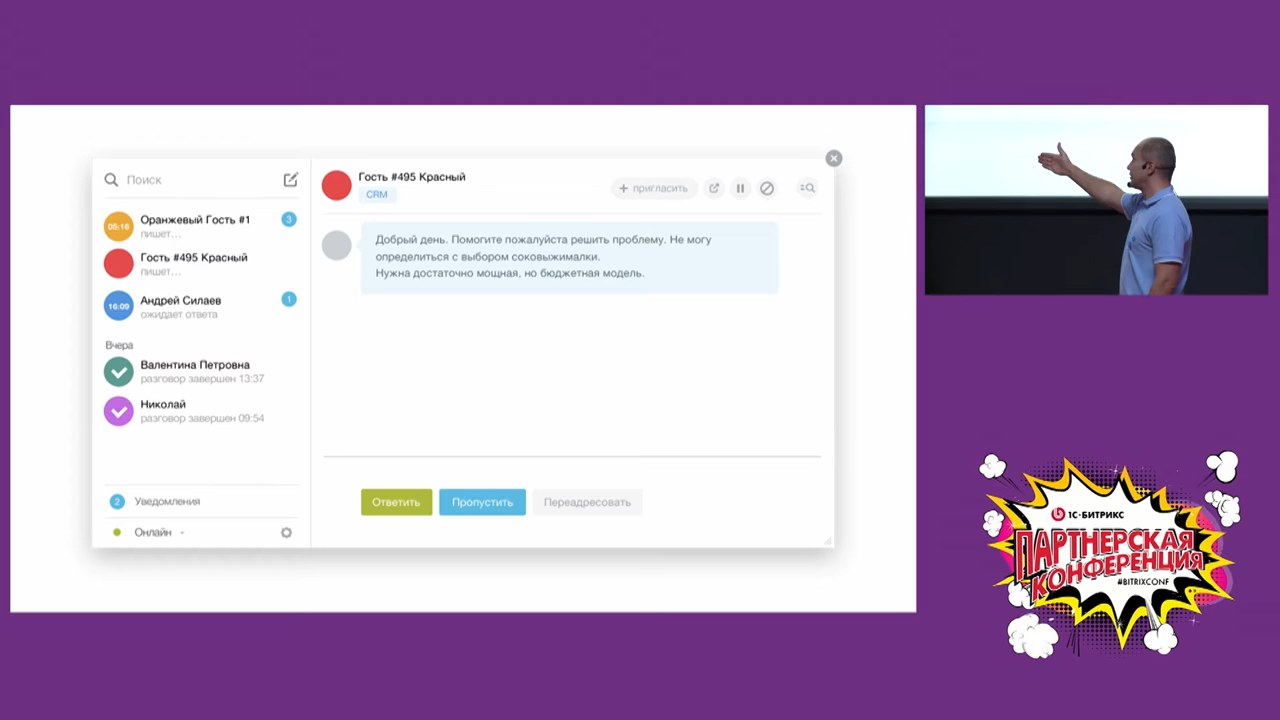 Поиск
05:16
Оранжевый Гость #1
3
пишет...
Гость #495 Красный
пишет...
16:09
Андрей Силаев
1
ожидает ответа
Вчера
Валентина Петровна
разговор завершен 13:37
Николай
разговор завершен 09:54
2
Уведомления
Онлайн
Гость #495 Красный
CRM
+ пригласить
Добрый день. Помогите пожалуйста решить проблему. Не могу
определиться с выбором соковыжималки.
Нужна достаточно мощная, но бюджетная модель.
Ответить
Пропустить
Переадресовать
1С-БИТРИКС
ПАРТНЕРСКАЯ
КОНФЕРЕНЦИЯ
#BITRIXCONF